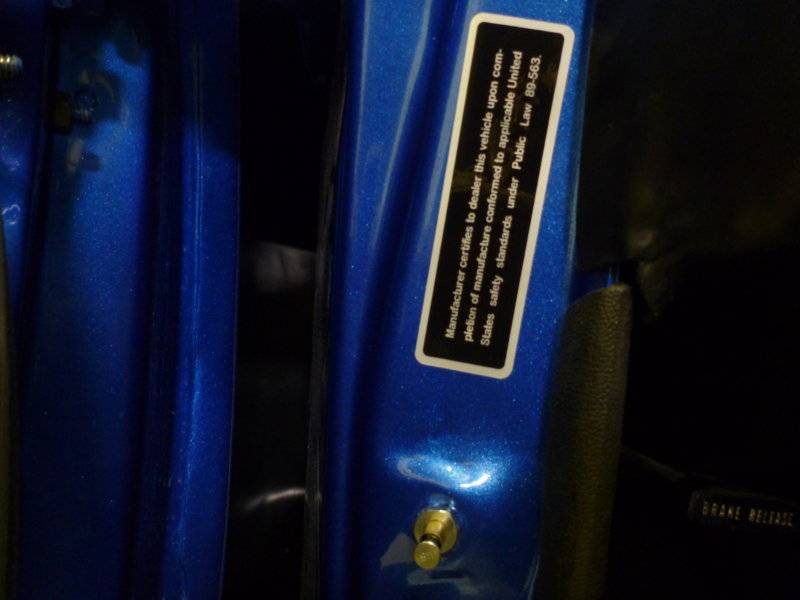 Manufacturer certifies to dealer this vehicle upon com-
pletion of manufacture conformed to applicable United
States safety standards under Public Law 89-563.
BRAKE RELEASE